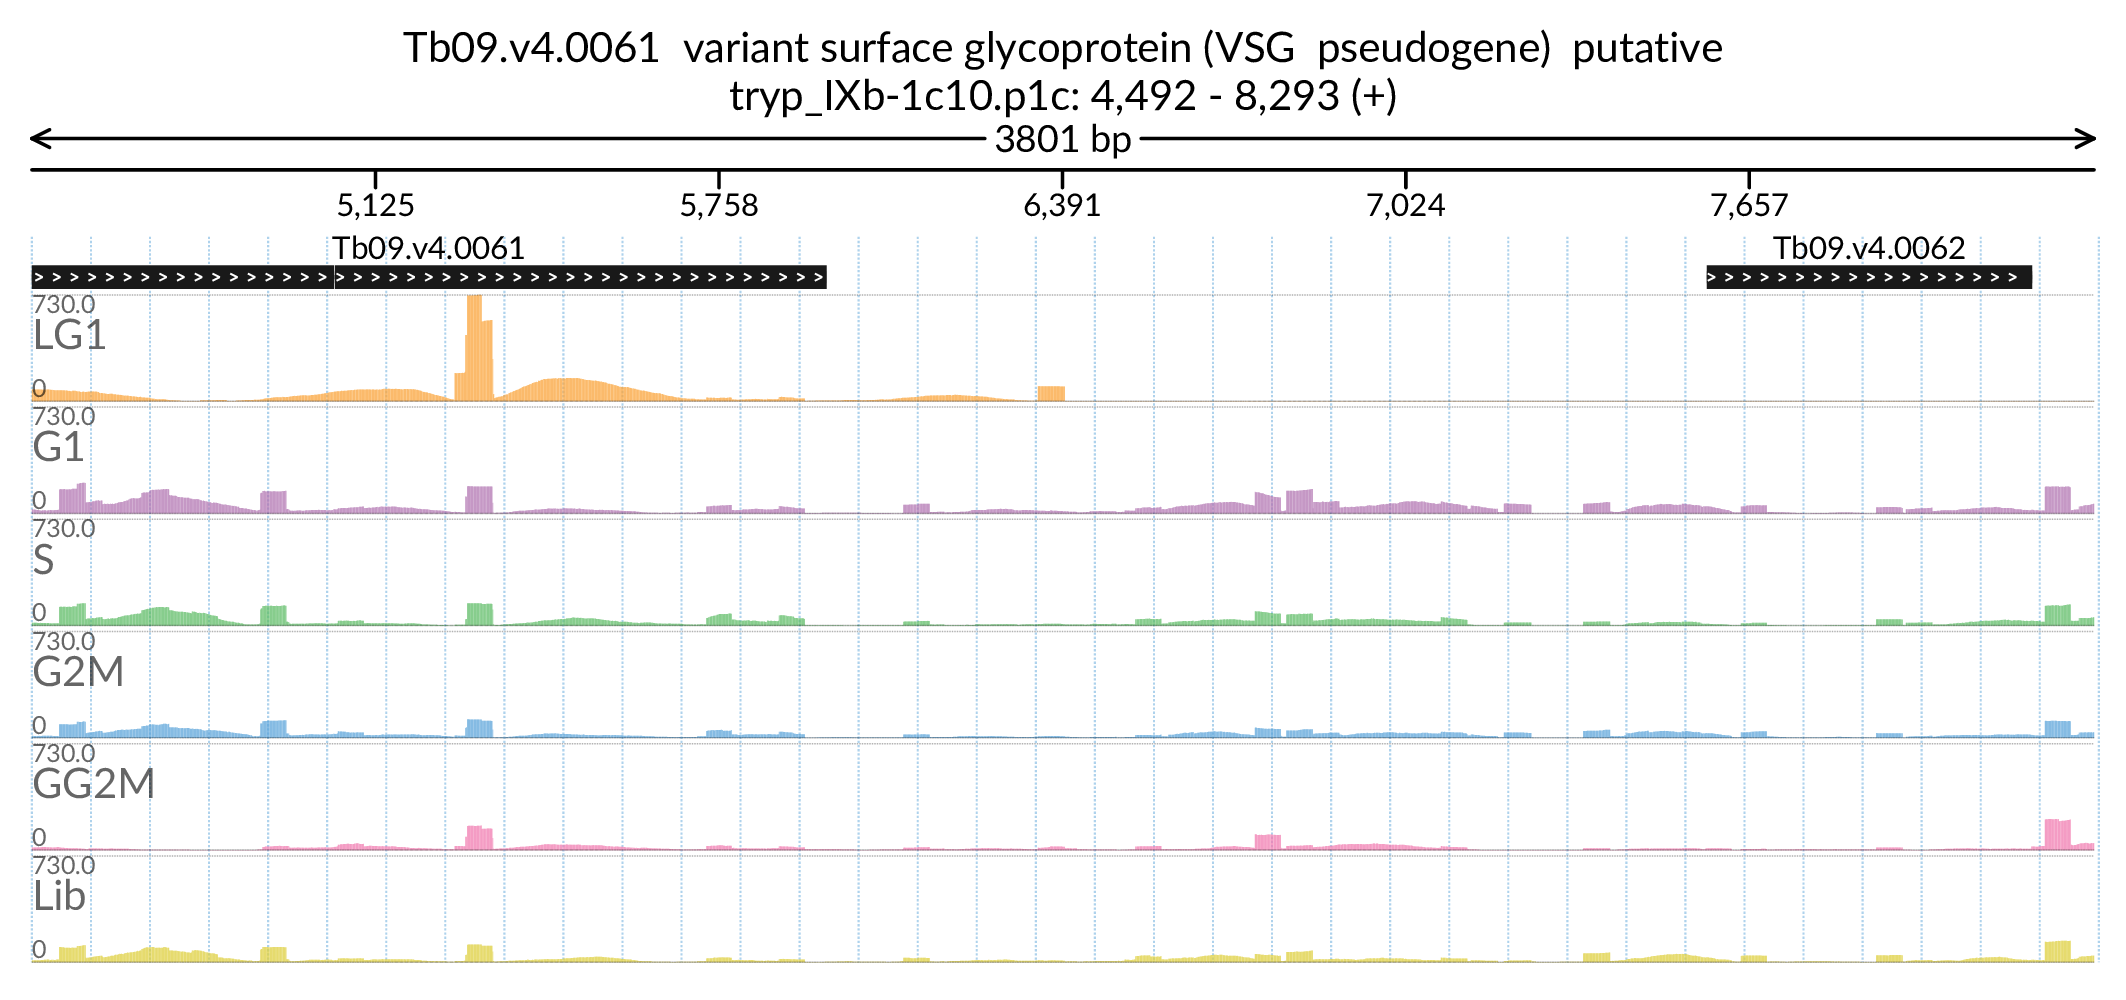 Tb09.v4.0061  variant surface glycoprotein (VSG  pseudogene)  putative
tryp_IXb-1c10.p1c: 4,492 - 8,293 (+)
3801 bp
5,125 5,758 6,391 7,024 7,657
Tb09.v4.0061 Tb09.v4.0062
730.0
LG1
0
730.0
G1
0
730.0
S
0
730.0
G2M
0
730.0
GG2M
0
730.0
Lib
0